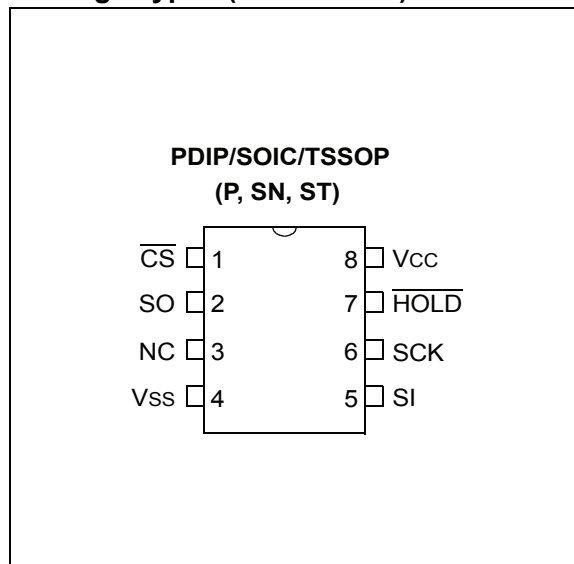 PDIP/SOIC/TSSOP
(P, SN, ST)
CS 1 8 VCC
SO 2 7 HOLD
NC 3 6 SCK
VSS 4 5 SI